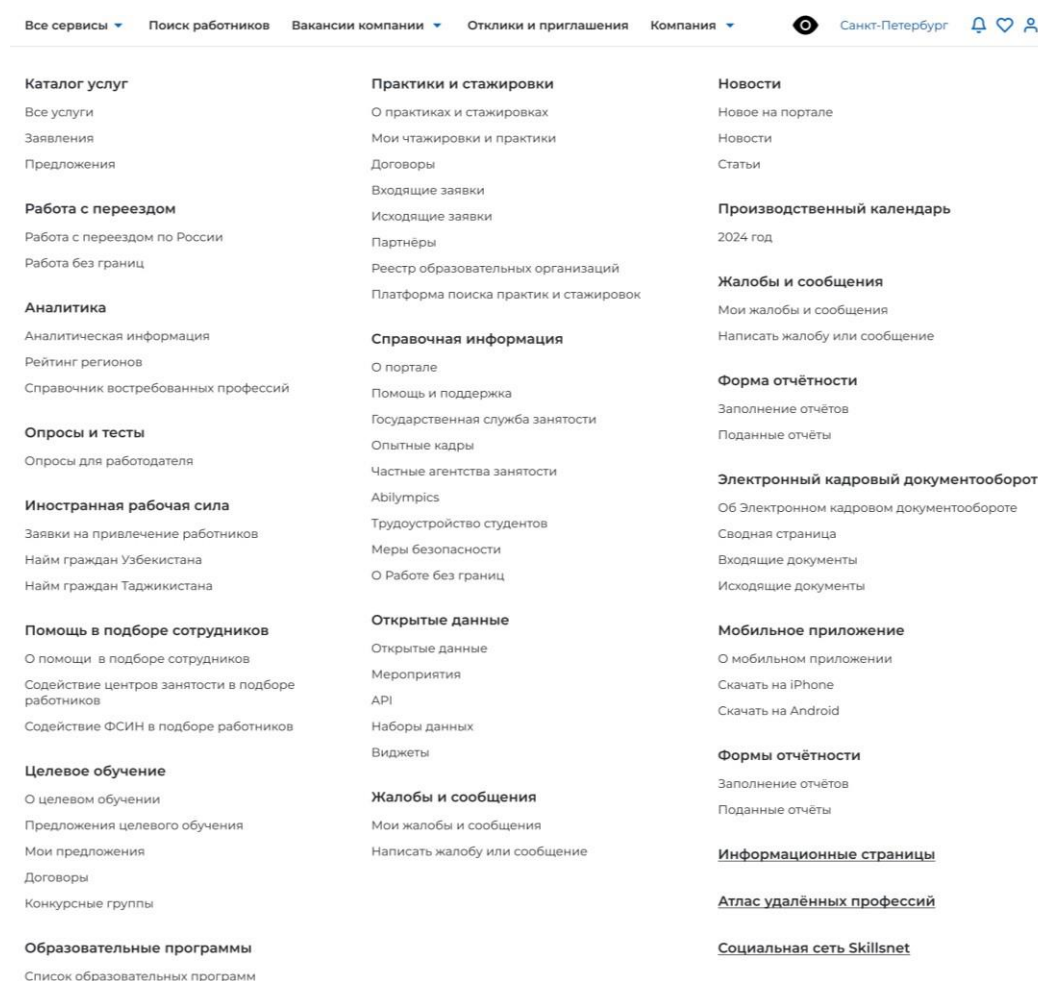 Все сервисы Поиск работников Вакансии компании Отклики и приглашения Компания Санкт-Петербург
Каталог услуг
Все услуги
Заявления
Предложения
Работа с переездом
Работа с переездом по России
Работа без границ
Аналитика
Аналитическая информация
Рейтинг регионов
Справочник востребованных профессий
Опросы и тесты
Опросы для работодателя
Иностранная рабочая сила
Заявки на привлечение работников
Найм граждан Узбекистана
Найм граждан Таджикистана
Помощь в подборе сотрудников
О помощи в подборе сотрудников
Содействие центров занятости в подборе
работников
Содействие ФСИН в подборе работников
Целевое обучение
О целевом обучении
Предложения целевого обучения
Мои предложения
Договоры
Конкурсные группы
Образовательные программы
Список образовательных программ
Практики и стажировки
О практиках и стажировках
Мои чтажировки и практики
Договоры
Входящие заявки
Исходящие заявки
Партнёры
Реестр образовательных организаций
Платформа поиска практик и стажировок
Справочная информация
О портале
Помощь и поддержка
Государственная служба занятости
Опытные кадры
Частные агентства занятости
Abilympics
Трудоустройство студентов
Меры безопасности
О Работе без границ
Открытые данные
Открытые данные
Мероприятия
API
Наборы данных
Виджеты
Жалобы и сообщения
Мои жалобы и сообщения
Написать жалобу или сообщение
Новости
Новое на портале
Новости
Статьи
Производственный календарь
2024 год
Жалобы и сообщения
Мои жалобы и сообщения
Написать жалобу или сообщение
Форма отчётности
Заполнение отчётов
Поданные отчёты
Электронный кадровый документооборот
Об Электронном кадровом документообороте
Сводная страница
Входящие документы
Исходящие документы
Мобильное приложение
О мобильном приложении
Скачать на iPhone
Скачать на Android
Формы отчётности
Заполнение отчётов
Поданные отчёты
Информационные страницы
Атлас удалённых профессий
Социальная сеть Skillsnet